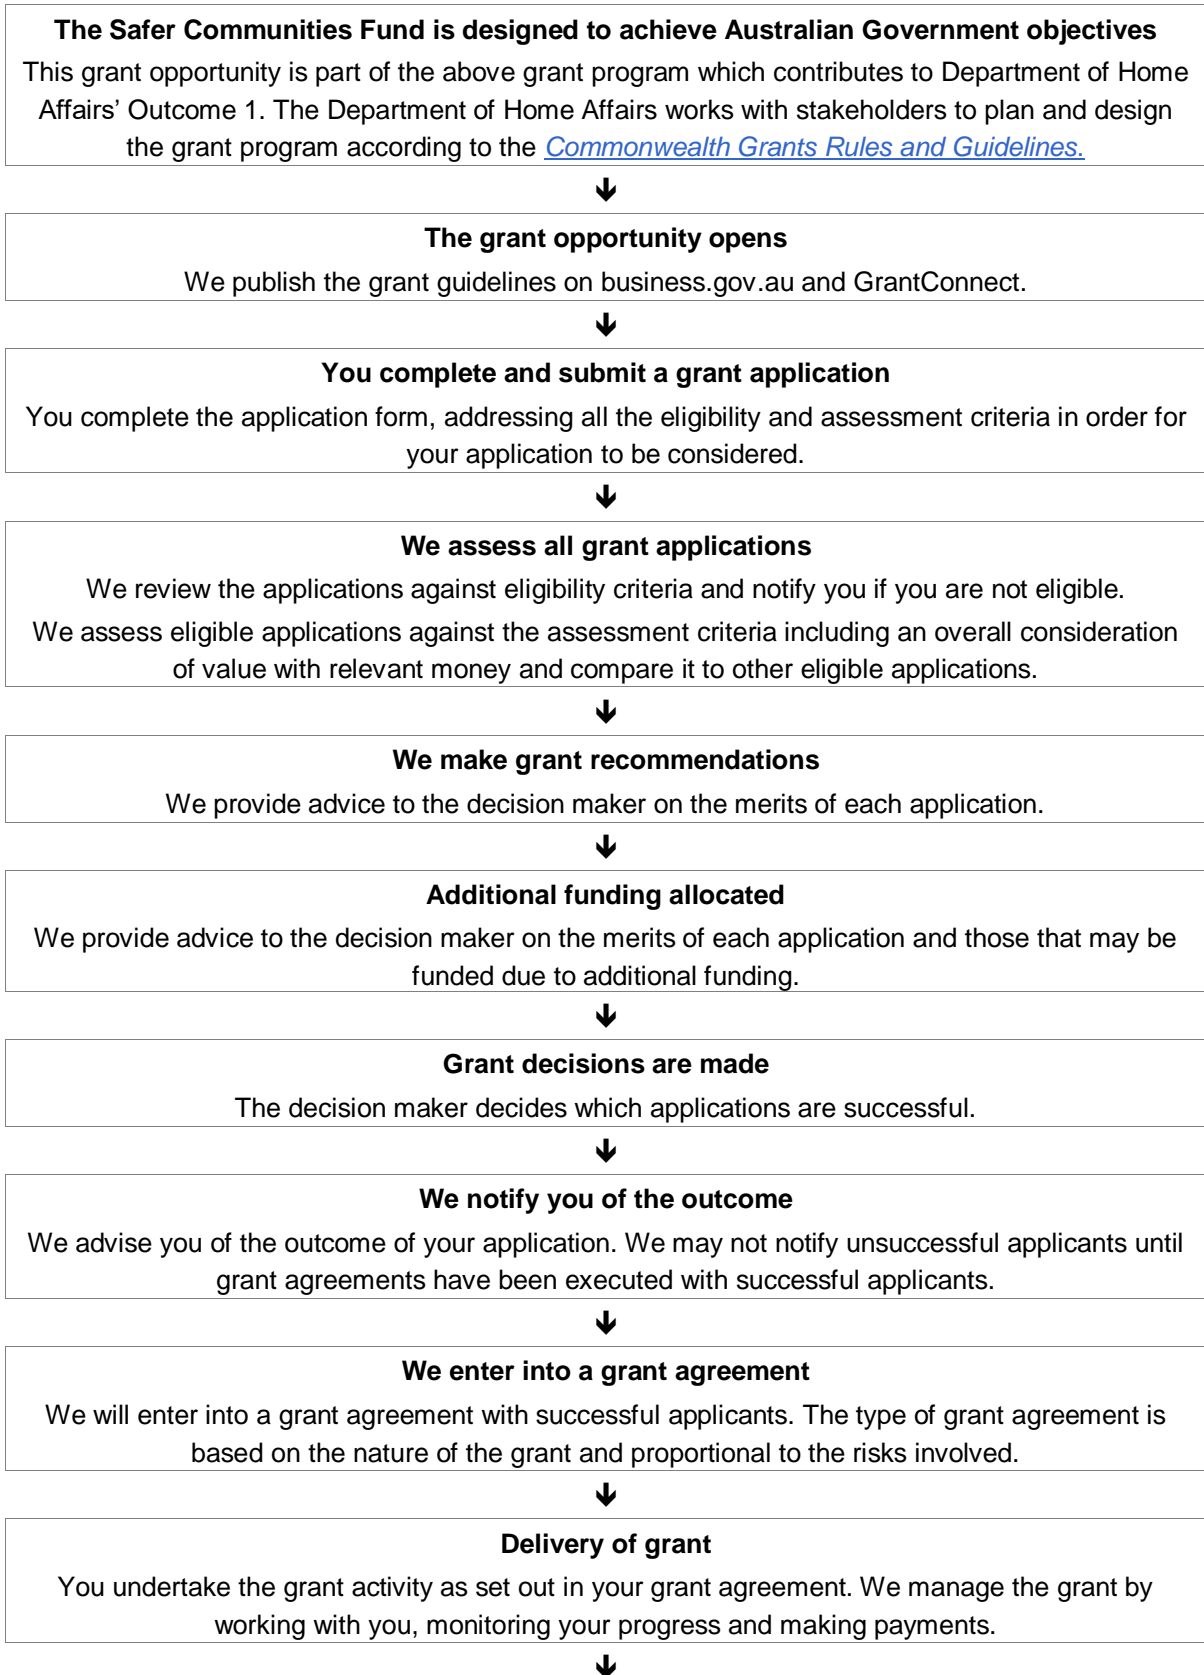 The Safer Communities Fund is designed to achieve Australian Government objectives
This grant opportunity is part of the above grant program which contributes to Department of Home
Affairs’ Outcome 1. The Department of Home Affairs works with stakeholders to plan and design
the grant program according to the Commonwealth Grants Rules and Guidelines.
The grant opportunity opens
We publish the grant guidelines on business.gov.au and GrantConnect.
You complete and submit a grant application
You complete the application form, addressing all the eligibility and assessment criteria in order for
your application to be considered.
We assess all grant applications
We review the applications against eligibility criteria and notify you if you are not eligible.
We assess eligible applications against the assessment criteria including an overall consideration
of value with relevant money and compare it to other eligible applications.
We make grant recommendations
We provide advice to the decision maker on the merits of each application.
Additional funding allocated
We provide advice to the decision maker on the merits of each application and those that may be
funded due to additional funding.
Grant decisions are made
The decision maker decides which applications are successful.
We notify you of the outcome
We advise you of the outcome of your application. We may not notify unsuccessful applicants until
grant agreements have been executed with successful applicants.
We enter into a grant agreement
We will enter into a grant agreement with successful applicants. The type of grant agreement is
based on the nature of the grant and proportional to the risks involved.
Delivery of grant
You undertake the grant activity as set out in your grant agreement. We manage the grant by
working with you, monitoring your progress and making payments.